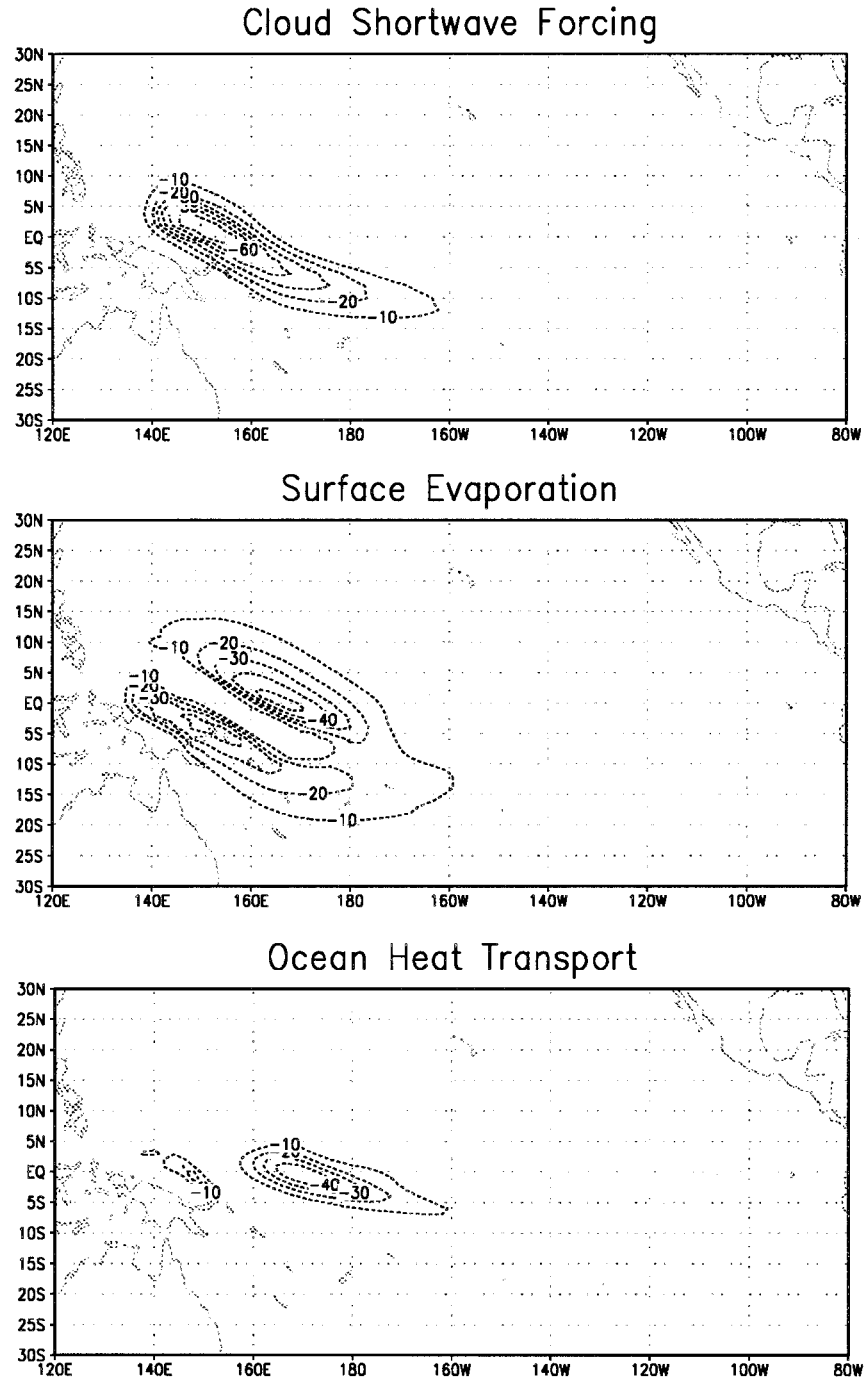 Cloud Shortwave Forcing
30N
25N
20N
15N
10N
5N
EQ
5S
10S
15S
20S
25S
30S
-10
-20
-60
-20
-10
120E 140E 160E 180 160W 140W 120W 100W 80W
Surface Evaporation
30N
25N
20N
15N
10N
5N
EQ
5S
10S
15S
20S
25S
30S
-20
-10
-30
-10
-20
-30
-40
-20
-10
120E 140E 160E 180 160W 140W 120W 100W 80W
Ocean Heat Transport
30N
25N
20N
15N
10N
5N
EQ
5S
10S
15S
20S
25S
30S
-10
-20
-10
-40
-30
120E 140E 160E 180 160W 140W 120W 100W 80W